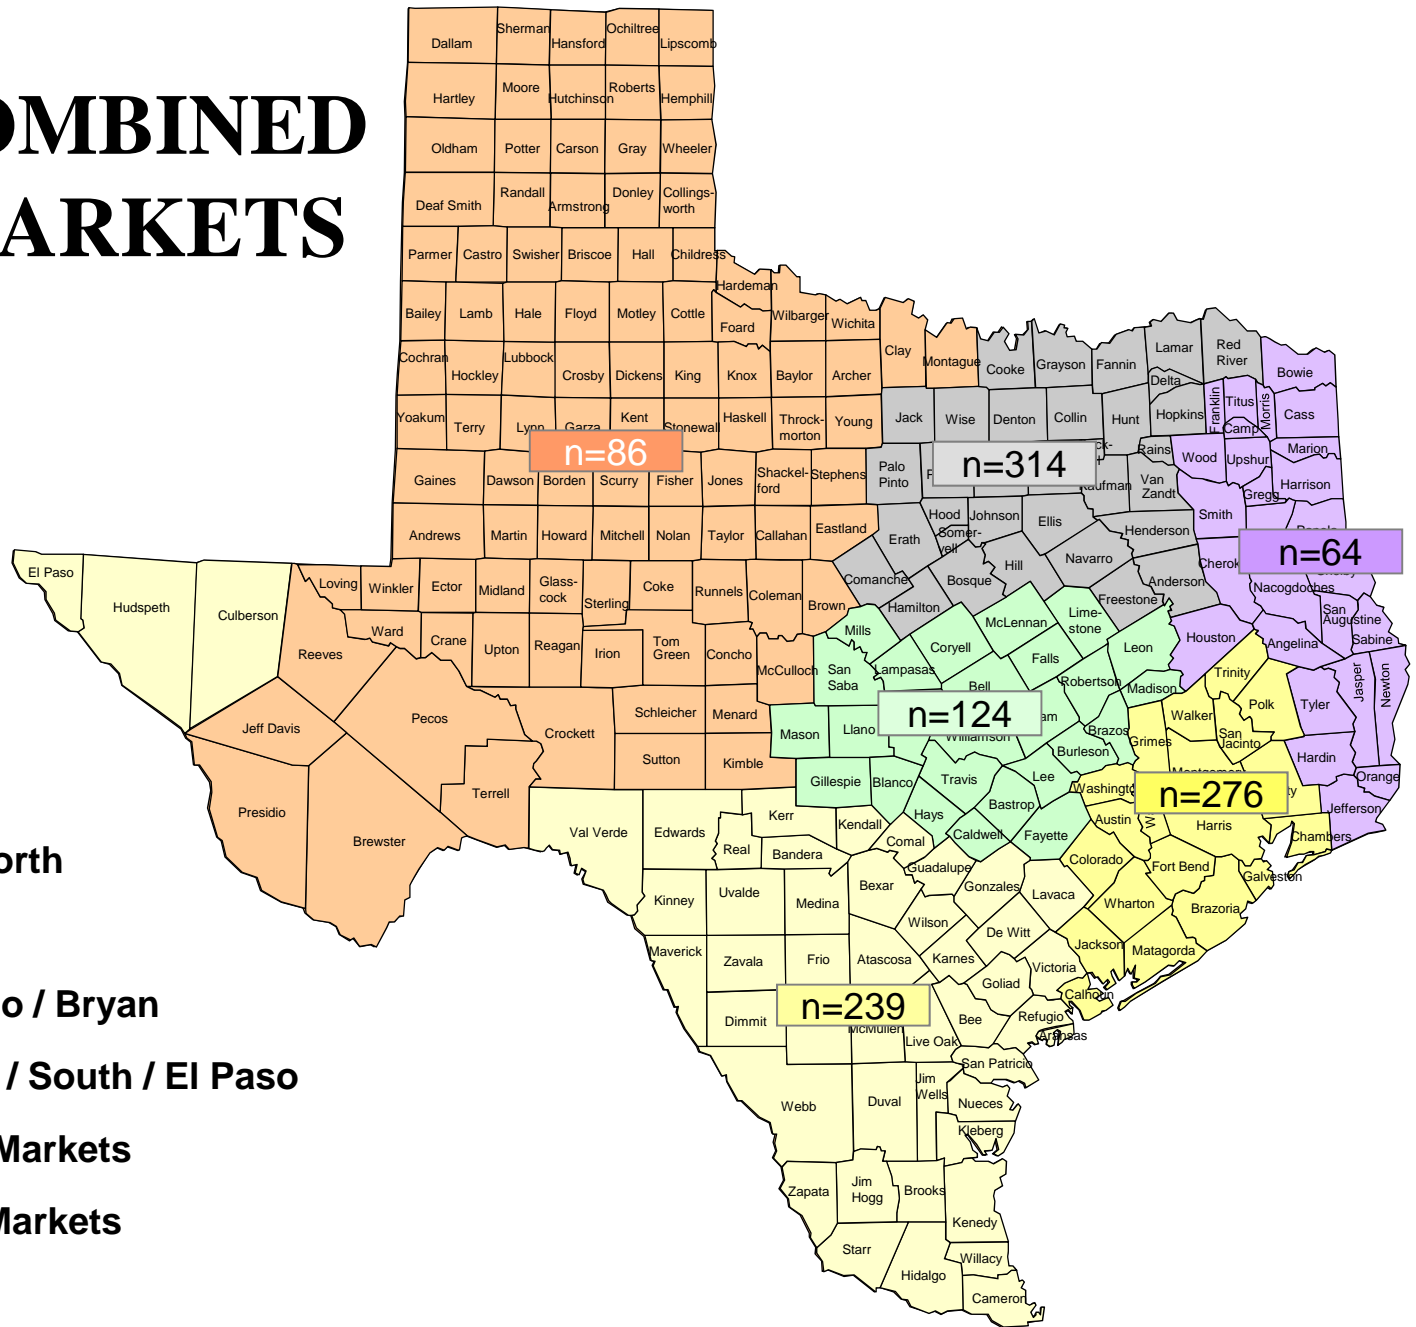 OMBINED
ARKETS
Dallam Sherman Hansford Ochiltree Lipscomb
Hartley Moore Hutchinson Roberts Hemphill
Oldham Potter Carson Gray Wheeler
Deaf Smith Randall Armstrong Donley Collings-
worth
Parmer Castro Swisher Briscoe Hall Childress
Hardeman
Bailey Lamb Hale Floyd Motley Cottle Foard Wilbarger Wichita
Clay Montague Cooke Grayson Fannin Lamar Red
River
Bowie
Cochran Hockley Lubbock Crosby Dickens King Knox Baylor Archer
Delta
Yoakum Terry Lynn Garza Kent Stonewall Haskell Throck-
morton Young Jack Wise Denton Collin Hunt Hopkins Franklin Titus Camp Morris Cass
n=86
n=314
Rains Wood Upshur Marion
Gaines Dawson Borden Scurry Fisher Jones Shackel-
ford Stephens Palo
Pinto Van
Zandt Gregg Harrison
Andrews Martin Howard Mitchell Nolan Taylor Callahan Eastland Erath Hood Somer-
vell Johnson Ellis Henderson Smith
n=64
El Paso Hudspeth Culberson
Loving Winkler Ector Midland Glass-
cock Sterling Coke Runnels Coleman Brown Comanche Hamilton Bosque Hill Navarro Freestone Anderson Nacogdoches
San
Augustine
Sabine
Reeves Ward Crane Upton Reagan Irion Tom
Green Concho McCulloch Mills San
Saba Lampasas Coryell McLennan Lime-
stone Falls Bell Robertson Leon Madison Houston Angelina Trinity Polk Tyler Jasper Newton
n=124
Jeff Davis Pecos Crockett Schleicher Menard Mason Llano Williamson Brazos Burleson Grimes Walker San
Jacinto Hardin
Sutton Kimble Gillespie Blanco Travis Lee Orange
n=276
Presidio Brewster Terrell
Val Verde Edwards Kerr Real Bandera Kendall Hays Comal Caldwell Bastrop Fayette Austin Harris Chambers Jefferson
orth
Kinney Uvalde Medina Bexar Guadalupe Gonzales Lavaca Colorado Fort Bend Galveston
Wilson De Witt Wharton Brazoria
Maverick Zavala Frio Atascosa Karnes Victoria Jackson Matagorda
Goliad Calhoun
o / Bryan
n=239
Dimmit McMullen Live Oak Bee Refugio Aransas
/ South / El Paso
San Patricio
Webb Duval Jim
Wells Nueces
Markets
Kleberg
Zapata Jim
Hogg Brooks Kenedy
Markets
Starr Hidalgo Willacy
Cameron